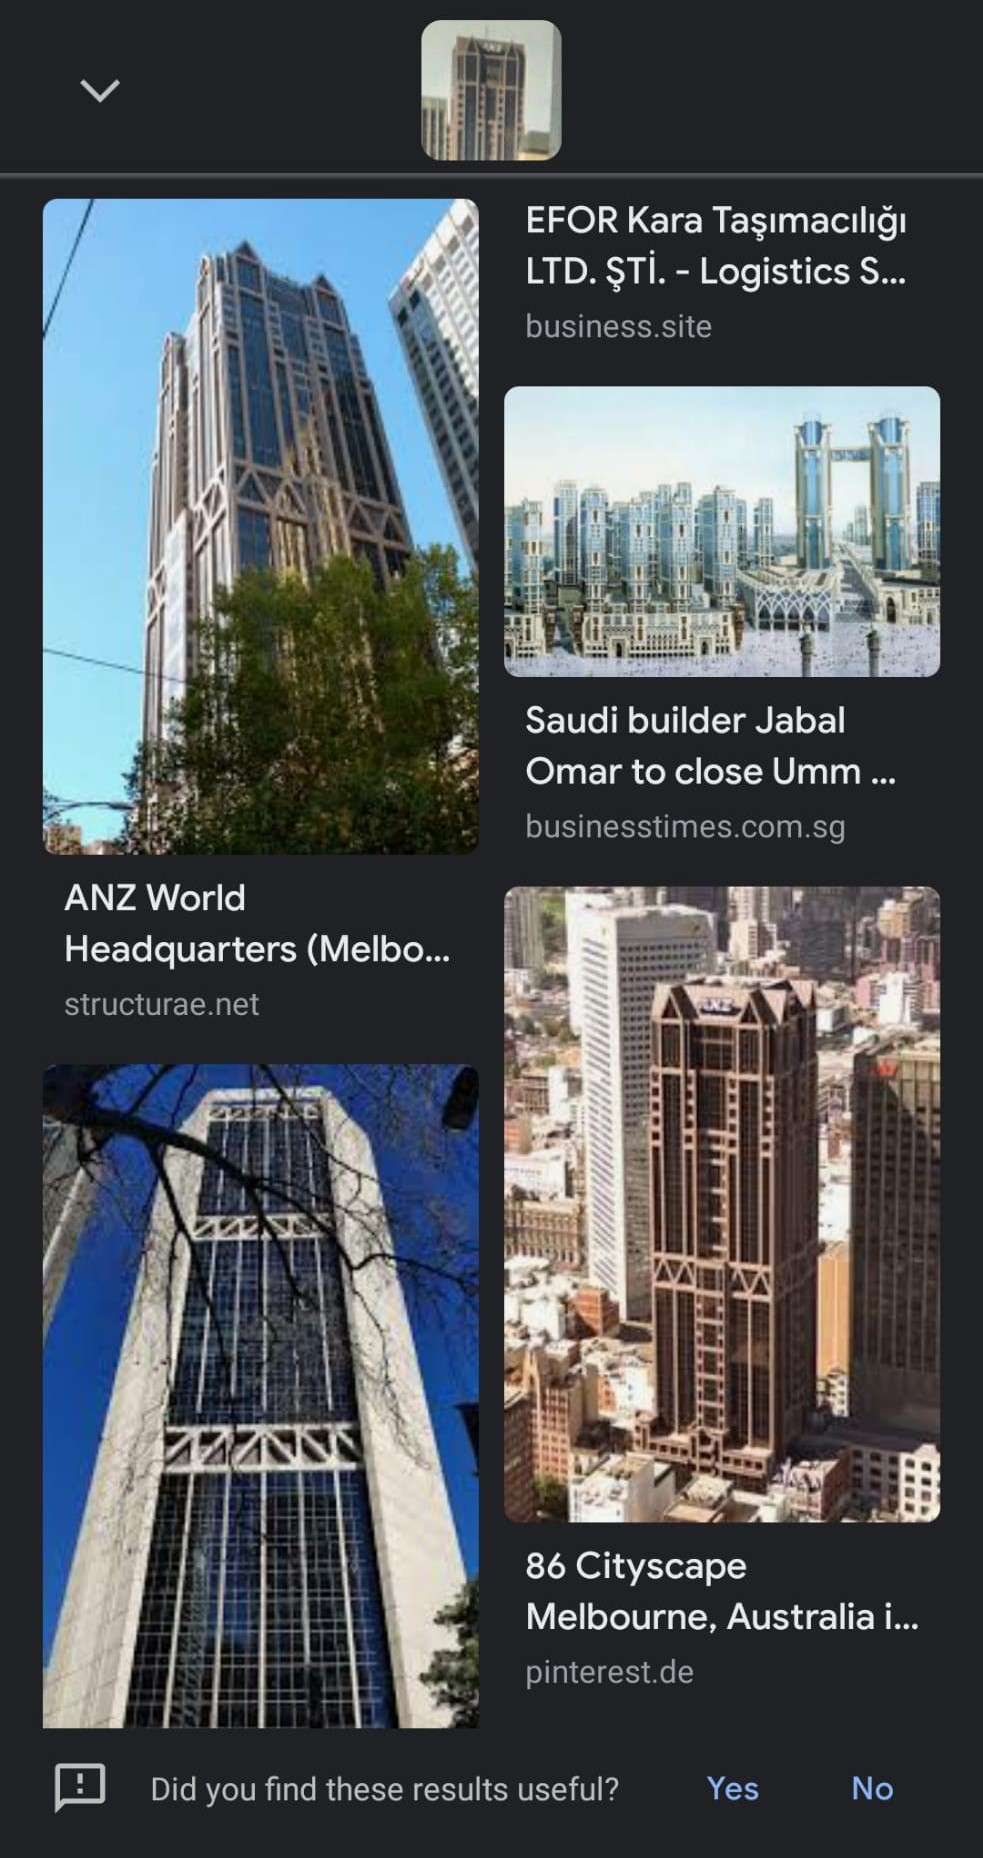 ANZ
EFOR Kara Taşımacılığı
LTD. ŞTİ. - Logistics S...
business.site
Saudi builder Jabal
Omar to close Umm ...
businesstimes.com.sg
ANZ World
Headquarters (Melbo...
structurae.net
ANZ
86 Cityscape
Melbourne, Australia i...
pinterest.de
Did you find these results useful?
Yes
No